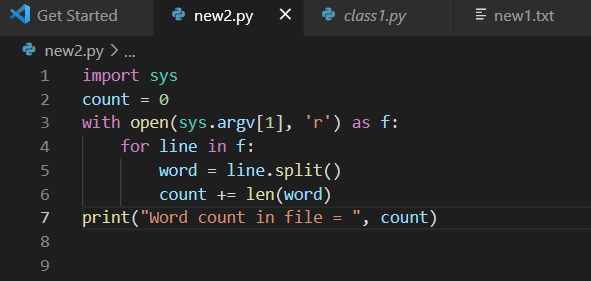 Get Started new2.py × class1.py new1.txt
new2.py > ...
1 import sys
2 count = 0
3 with open(sys.argv[1], 'r') as f:
4     for line in f:
5         word = line.split()
6         count += len(word)
7 print("Word count in file = ", count)
8
9